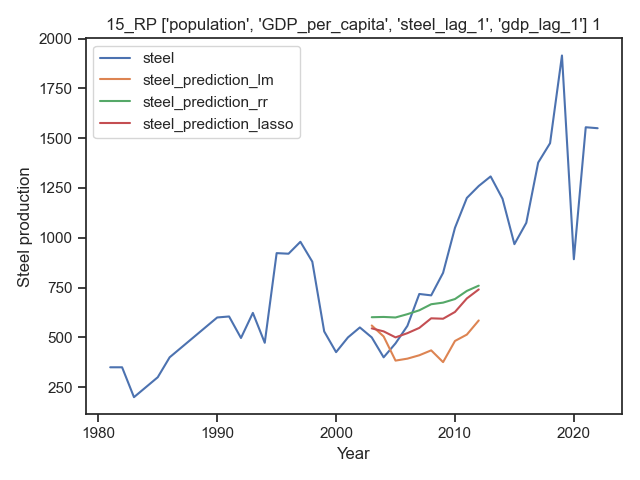 15_RP ['population', 'GDP_per_capita', 'steel_lag_1', 'gdp_lag_1'] 1
steel
steel_prediction_lm
steel_prediction_rr
steel_prediction_lasso
2000
1750
1500
1250
1000
750
500
250
Steel production
1980
1990
2000
2010
2020
Year